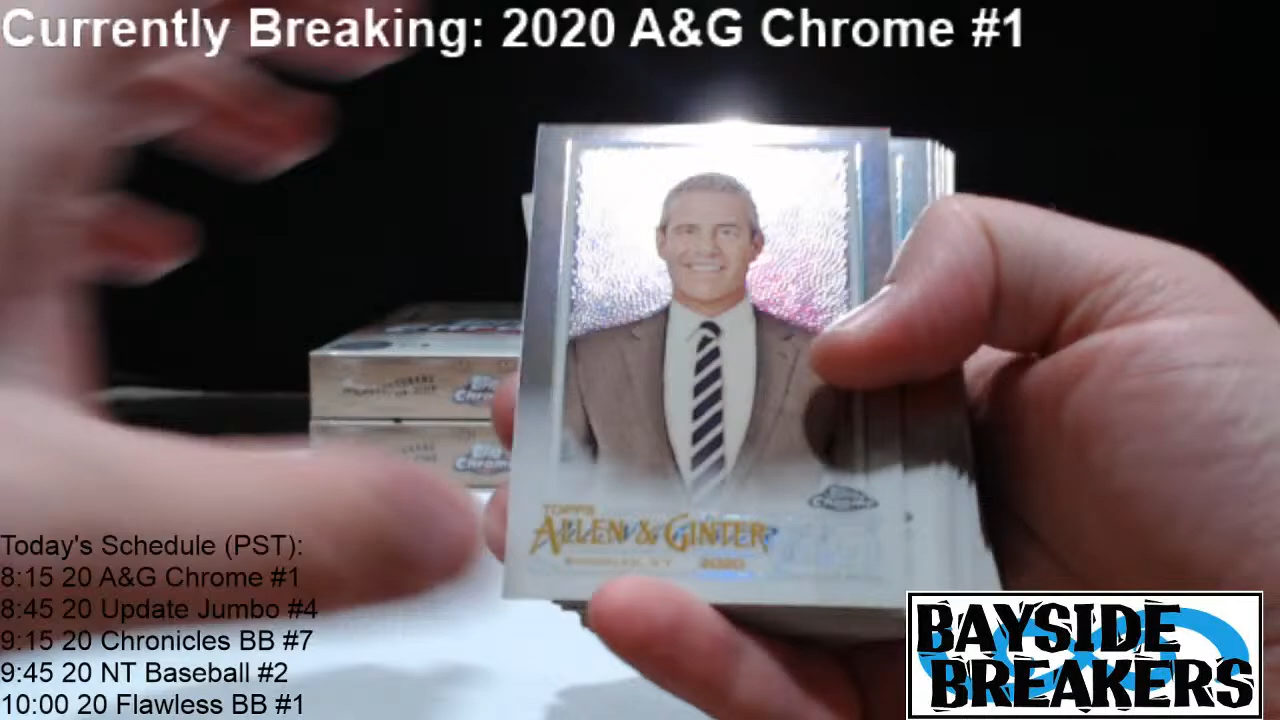 Currently Breaking: 2020 A&G Chrome #1
TOPPS
ALLEN & GINTER
2020
Topps
Chrome
Today's Schedule (PST):
8:15 20 A&G Chrome #1
8:45 20 Update Jumbo #4
9:15 20 Chronicles BB #7
9:45 20 NT Baseball #2
10:00 20 Flawless BB #1
BAYSIDE
BREAKERS